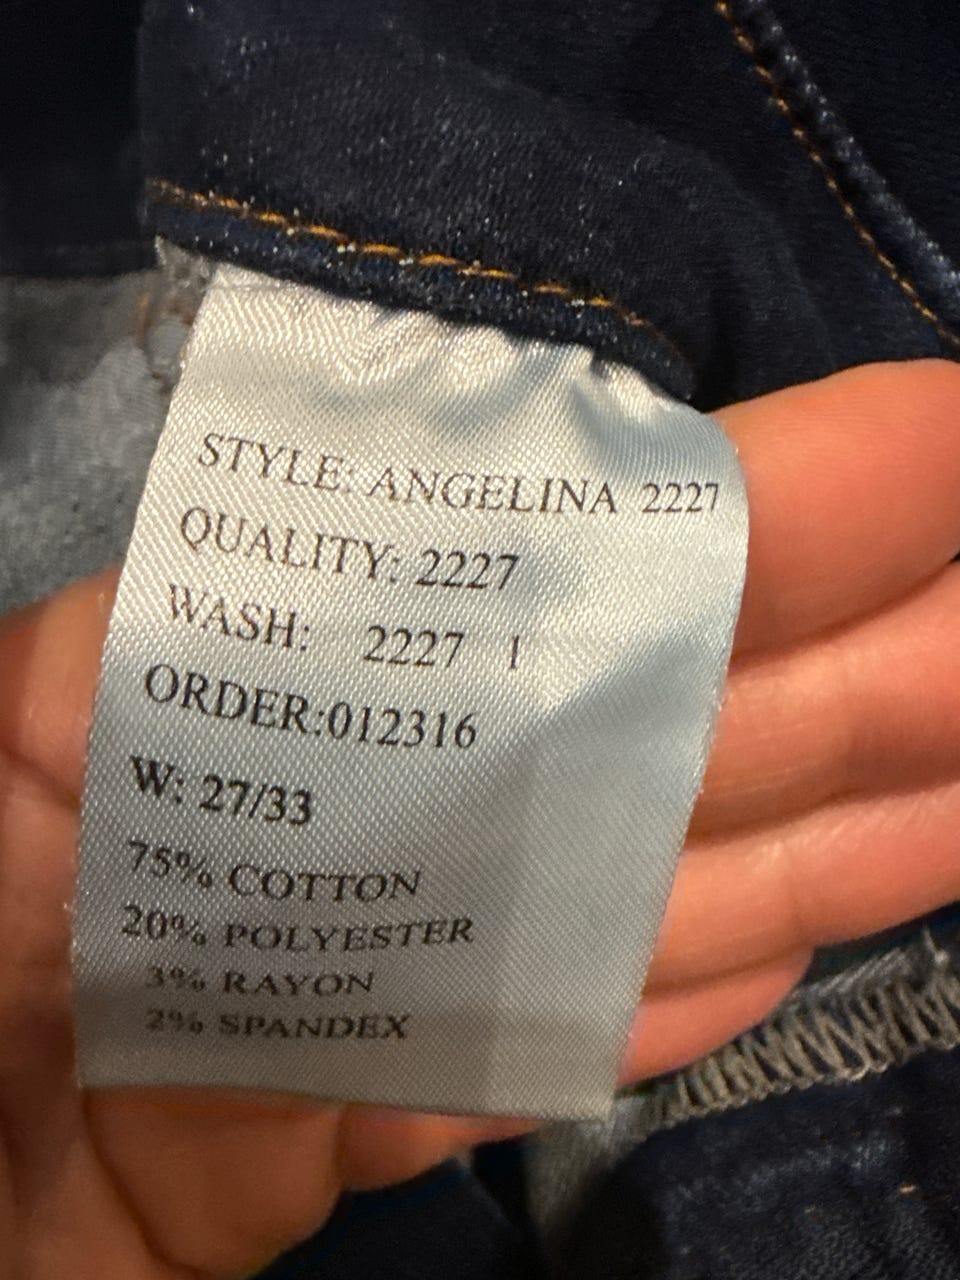 STYLE: ANGELINA 2227
QUALITY: 2227
WASH: 2227 1
ORDER:012316
W: 27/33
75% COTTON
20% POLYESTER
3% RAYON
2% SPANDEX